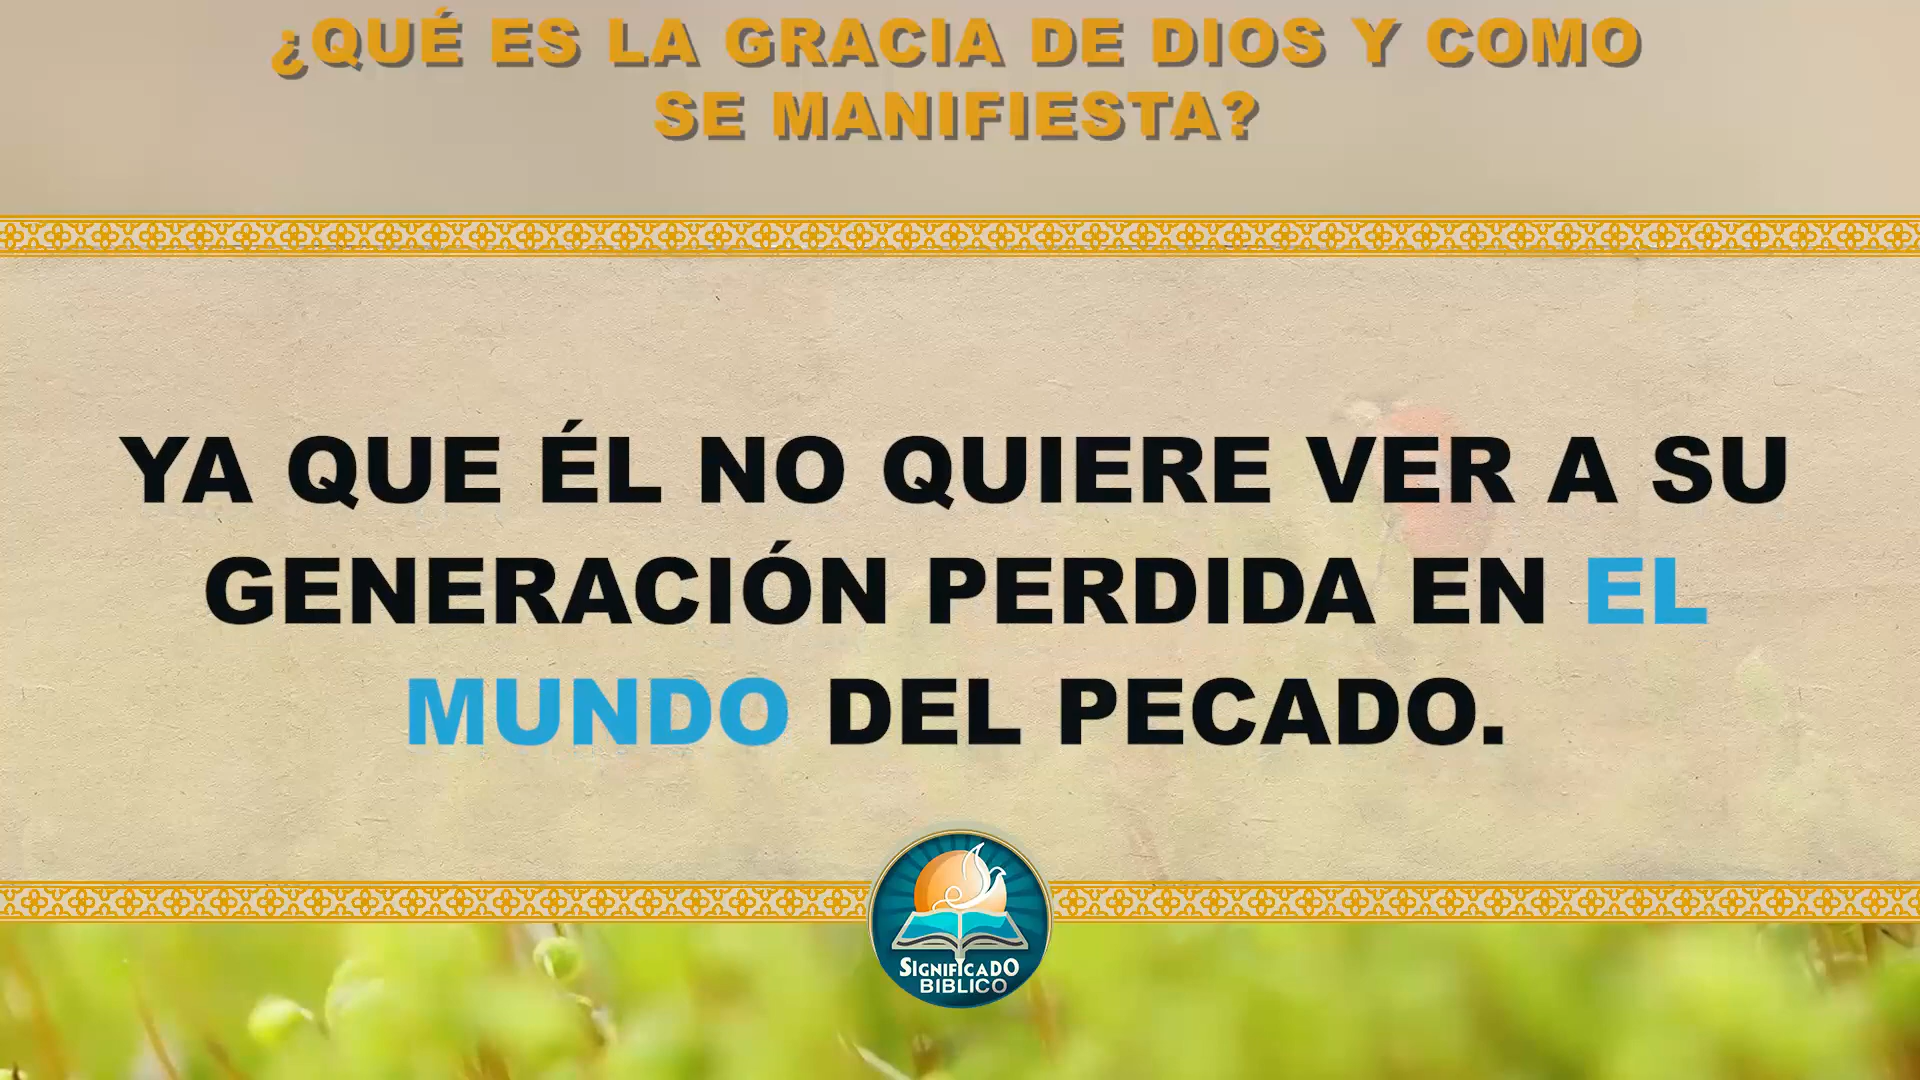 ¿QUÉ ES LA GRACIA DE DIOS Y COMO
SE MANIFIESTA?
YA QUE ÉL NO QUIERE VER A SU
GENERACIÓN PERDIDA EN EL
MUNDO DEL PECADO.
SIGNIFICADO
BIBLICO